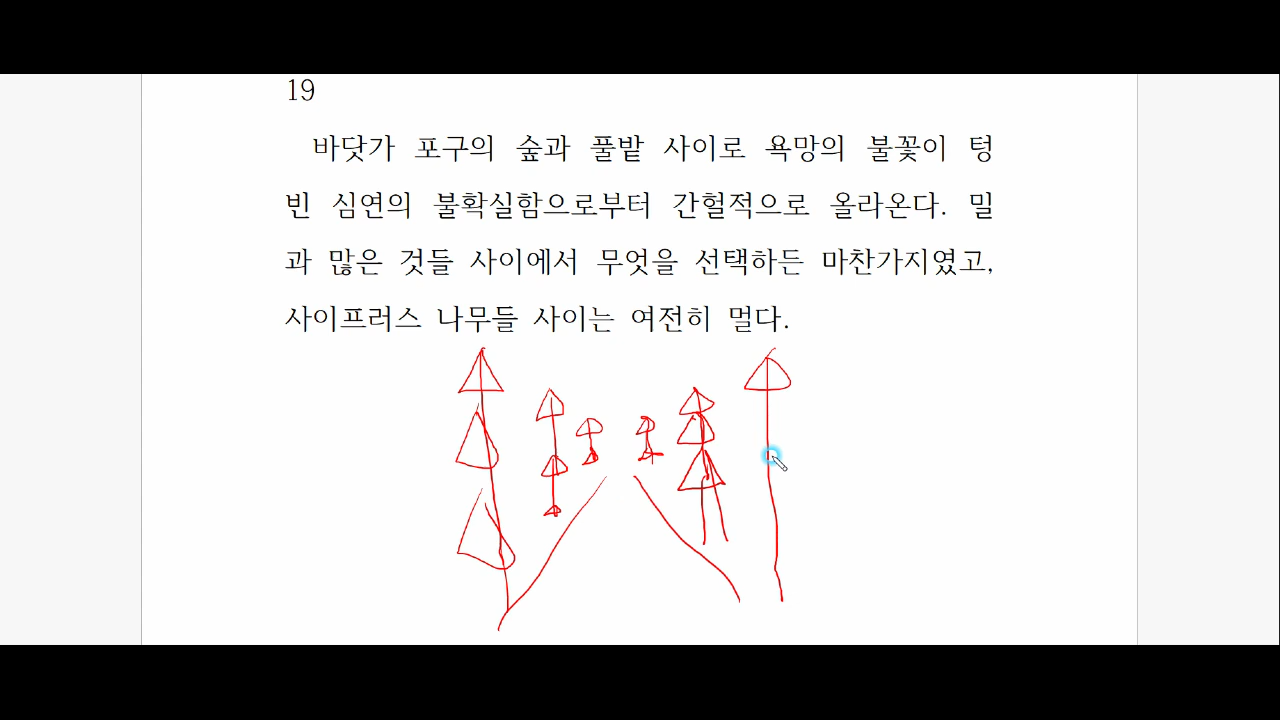 19
바닷가 포구의 숲과 풀밭 사이로 욕망의 불꽃이 텅
빈 심연의 불확실함으로부터 간헐적으로 올라온다. 밀
과 많은 것들 사이에서 무엇을 선택하든 마찬가지였고,
사이프러스 나무들 사이는 여전히 멀다.